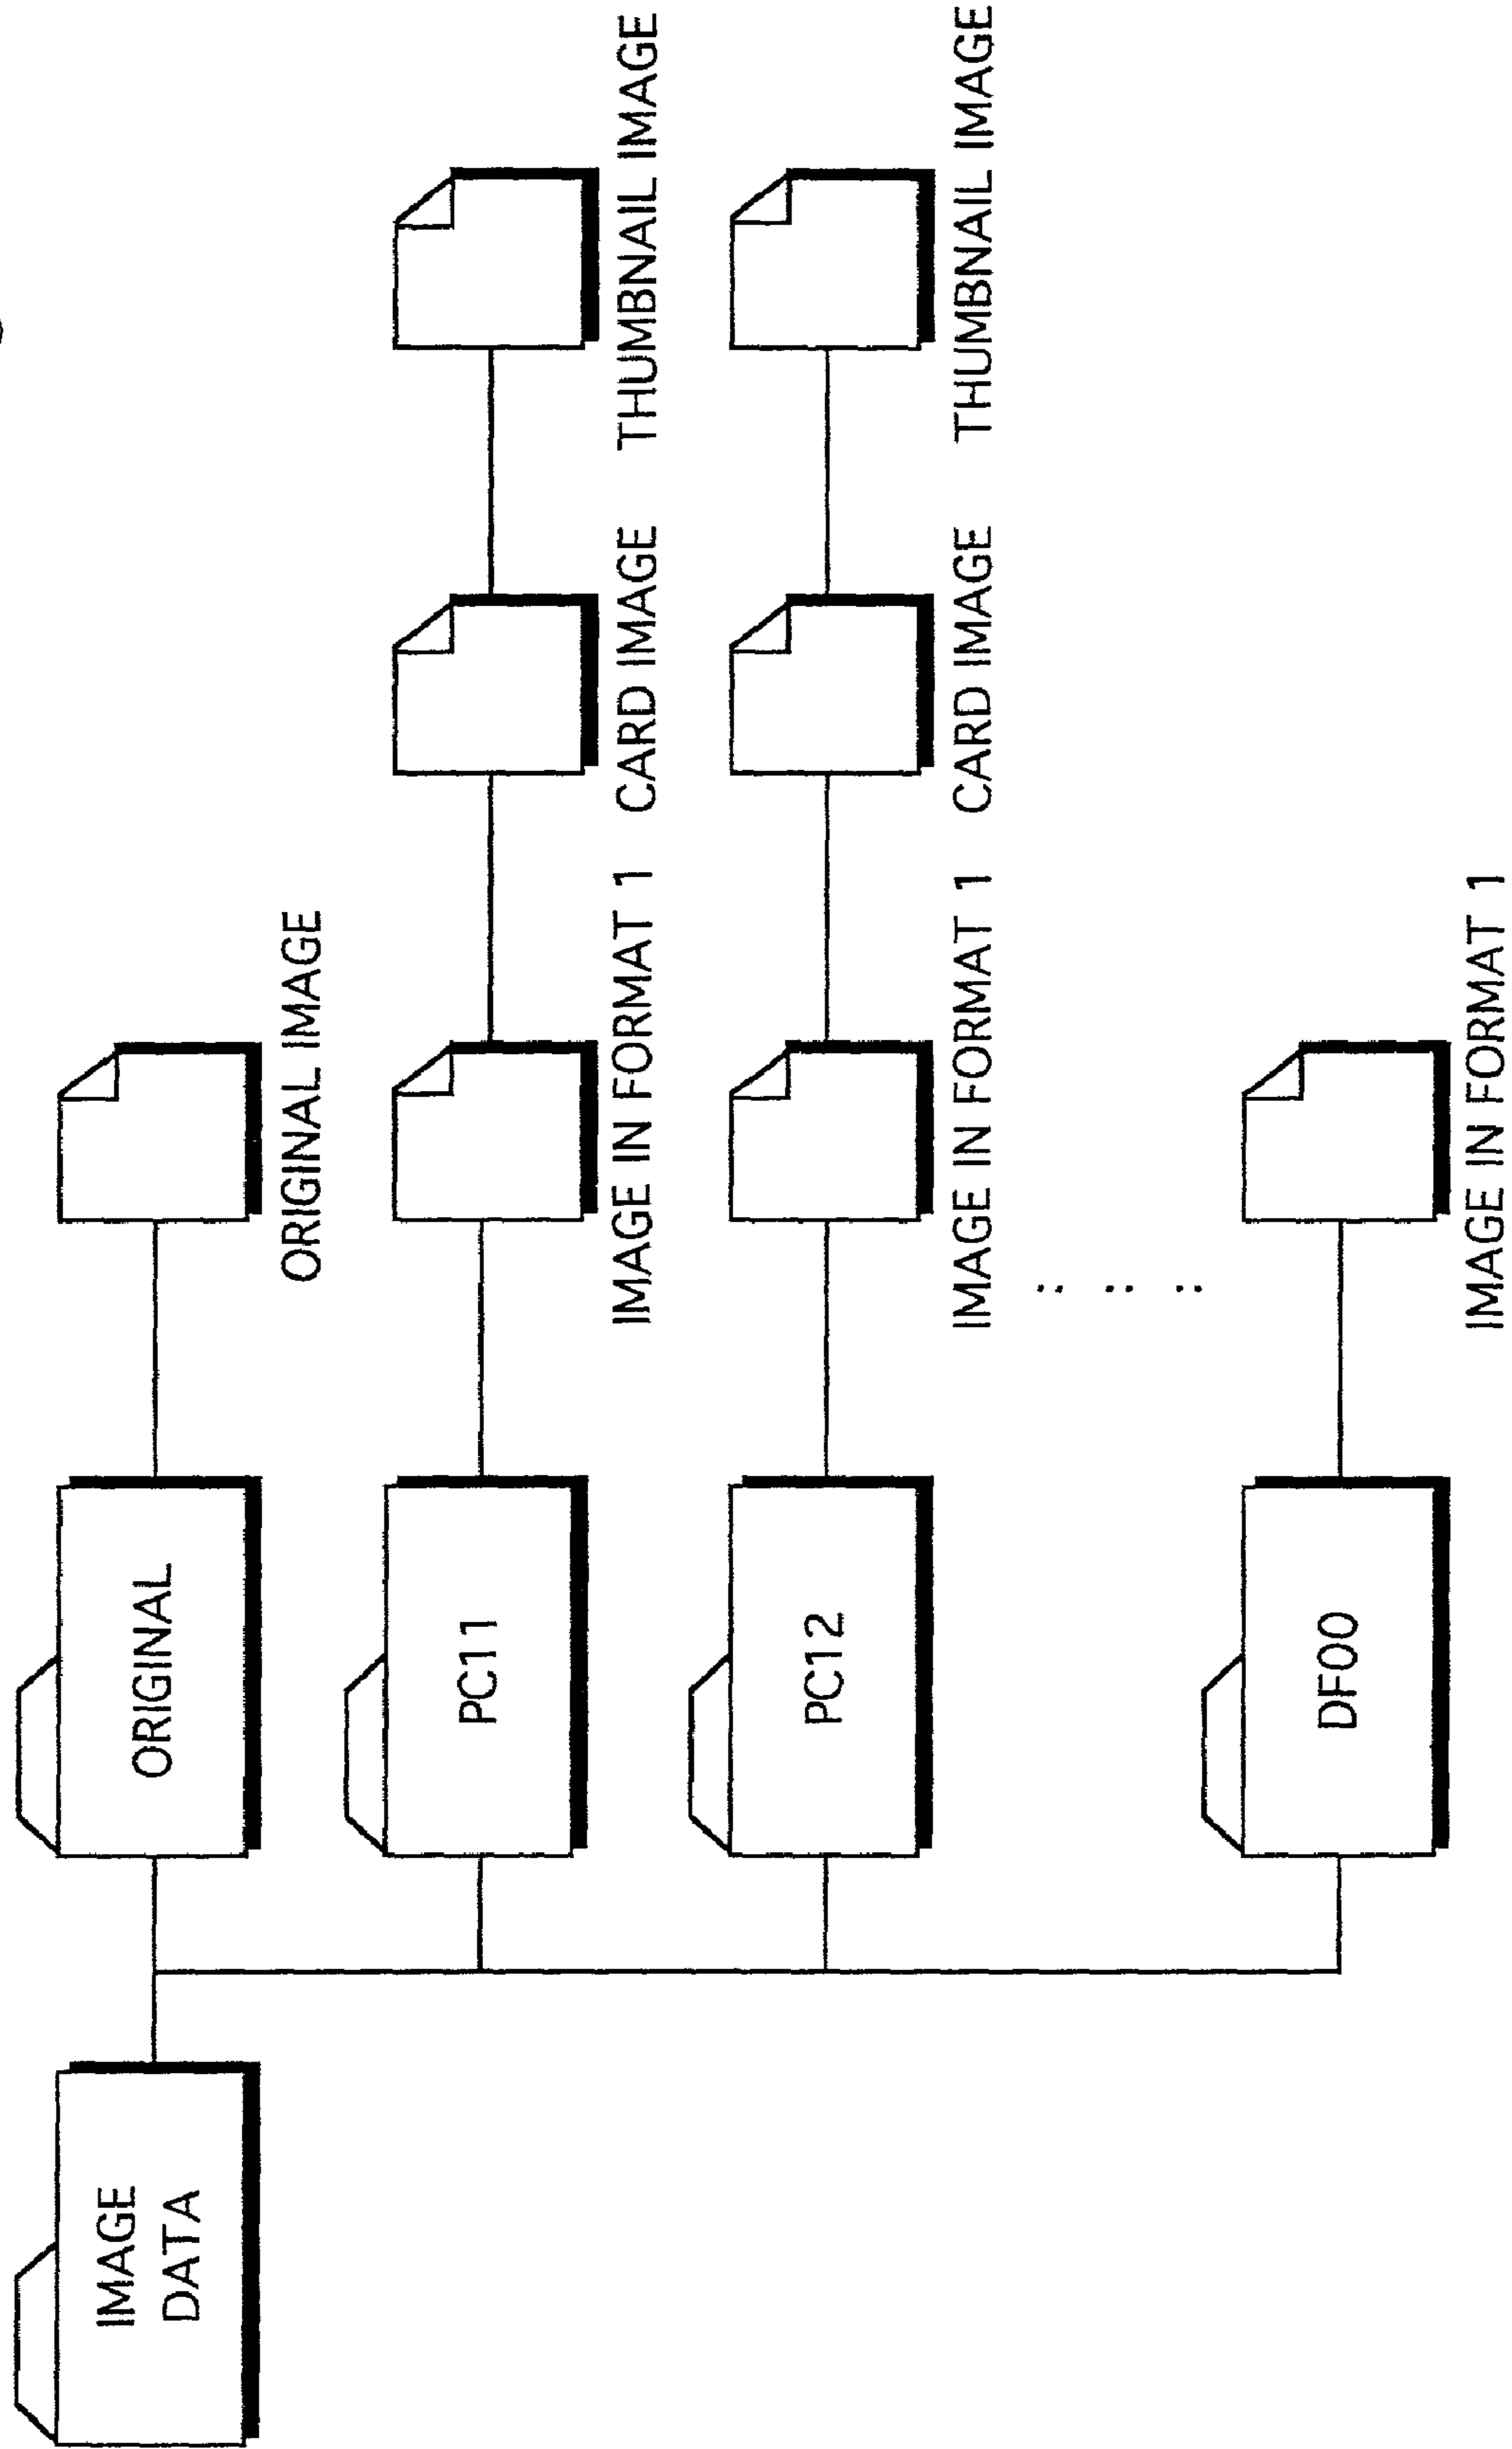 IMAGE
DATA
ORIGINAL
ORIGINAL IMAGE
PC11
IMAGE IN FORMAT 1
CARD IMAGE
THUMBNAIL IMAGE
PC12
IMAGE IN FORMAT 1
CARD IMAGE
THUMBNAIL IMAGE
DF00
IMAGE IN FORMAT 1